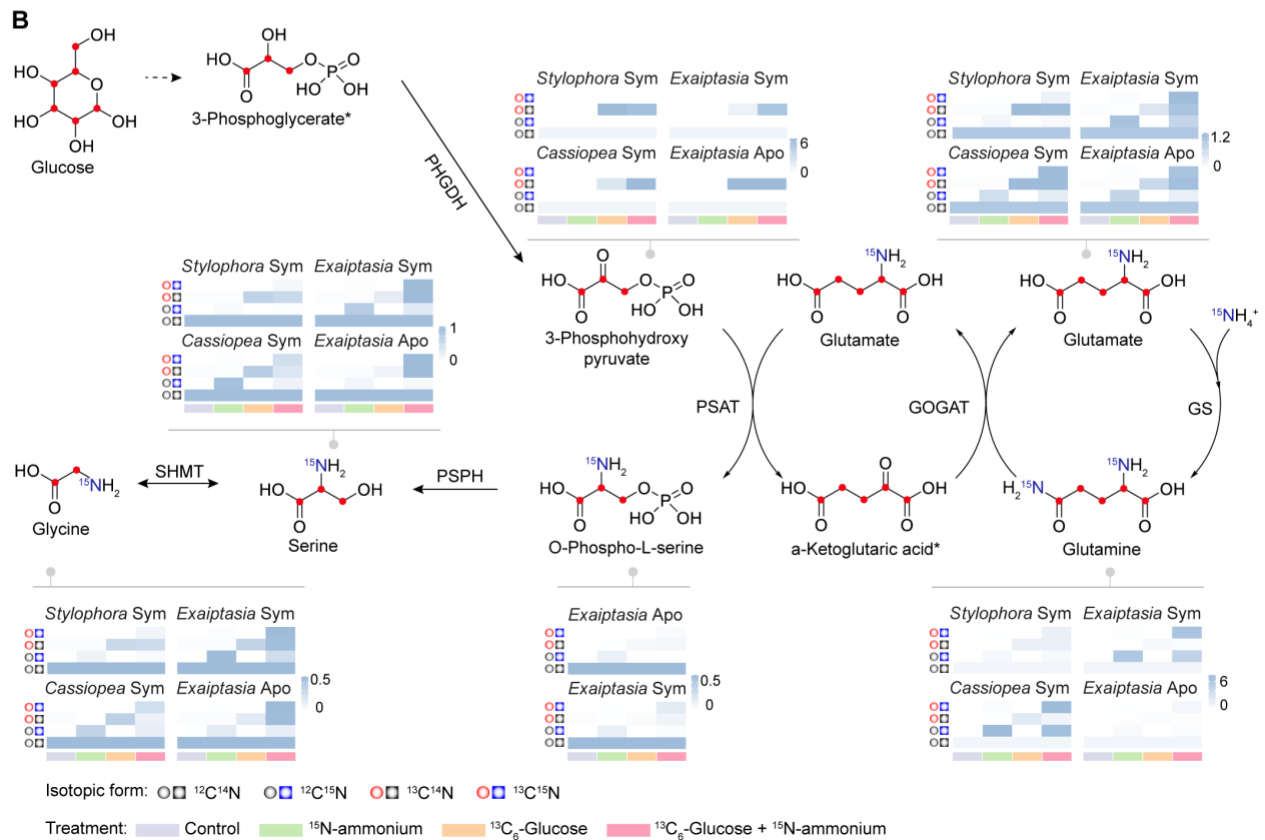 B
OH
HO
O
HO
OH
OH
Glucose
OH
HO
O
O
P
O
HO
OH
3-Phosphoglycerate*
PHGDH
Stylophora Sym
Exaiptasia Sym
Cassiopea Sym
Exaiptasia Apo
6
0
Stylophora Sym
Exaiptasia Sym
Cassiopea Sym
Exaiptasia Apo
1.2
0
Stylophora Sym
Exaiptasia Sym
Cassiopea Sym
Exaiptasia Apo
1
0
O
HO
O
O
P
O
HO
OH
3-Phosphohydroxy
pyruvate
¹⁵NH₂
HO
OH
O
O
Glutamate
¹⁵NH₂
HO
OH
O
O
Glutamate
¹⁵NH₄⁺
PSAT
GOGAT
GS
HO
O
¹⁵NH₂
Glycine
SHMT
¹⁵NH₂
HO
OH
O
Serine
PSPH
¹⁵NH₂
HO
O
O
P
O
HO
OH
O-Phospho-L-serine
O
HO
OH
O
O
a-Ketoglutaric acid*
¹⁵NH₂
H₂¹⁵N
OH
O
O
Glutamine
Stylophora Sym
Exaiptasia Sym
Cassiopea Sym
Exaiptasia Apo
0.5
0
Exaiptasia Apo
Exaiptasia Sym
0.5
0
Stylophora Sym
Exaiptasia Sym
Cassiopea Sym
Exaiptasia Apo
6
0
Isotopic form: ¹²C¹⁴N ¹²C¹⁵N ¹³C¹⁴N ¹³C¹⁵N
Treatment: Control ¹⁵N-ammonium ¹³C₆-Glucose ¹³C₆-Glucose + ¹⁵N-ammonium